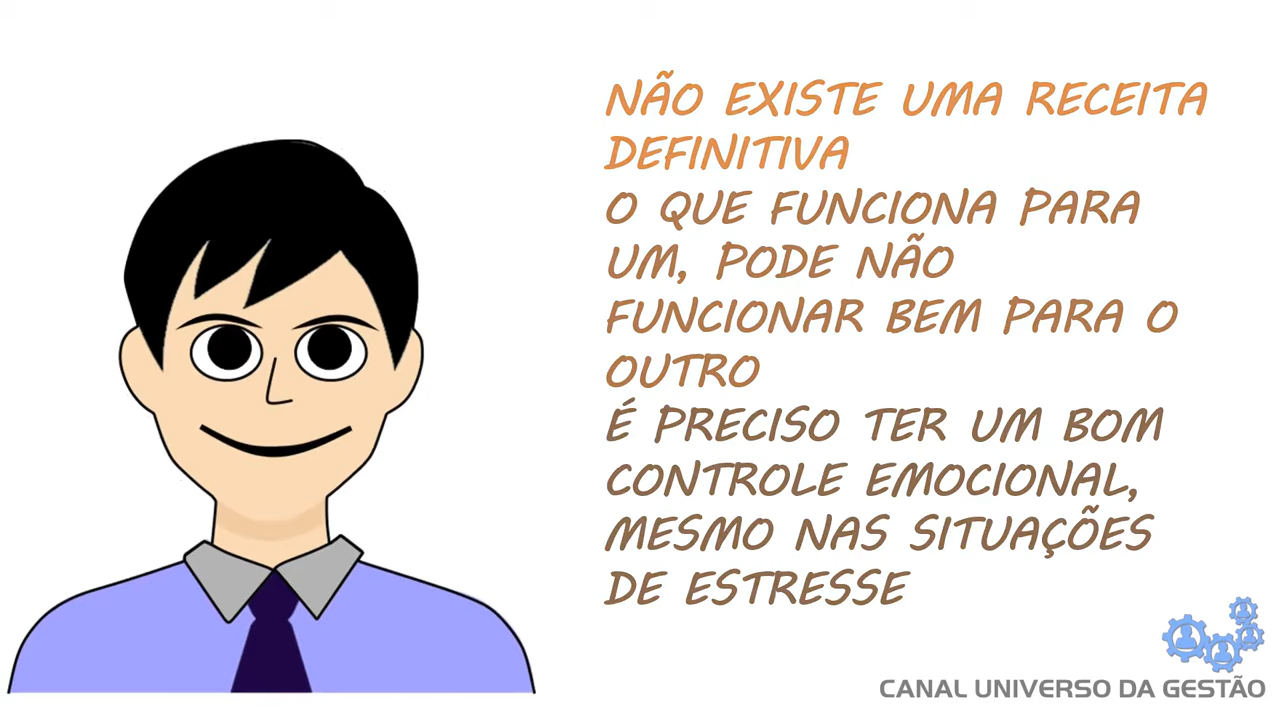 NÃO EXISTE UMA RECEITA
DEFINITIVA
O QUE FUNCIONA PARA
UM, PODE NÃO
FUNCIONAR BEM PARA O
OUTRO
É PRECISO TER UM BOM
CONTROLE EMOCIONAL,
MESMO NAS SITUAÇÕES
DE ESTRESSE
CANAL UNIVERSO DA GESTÃO